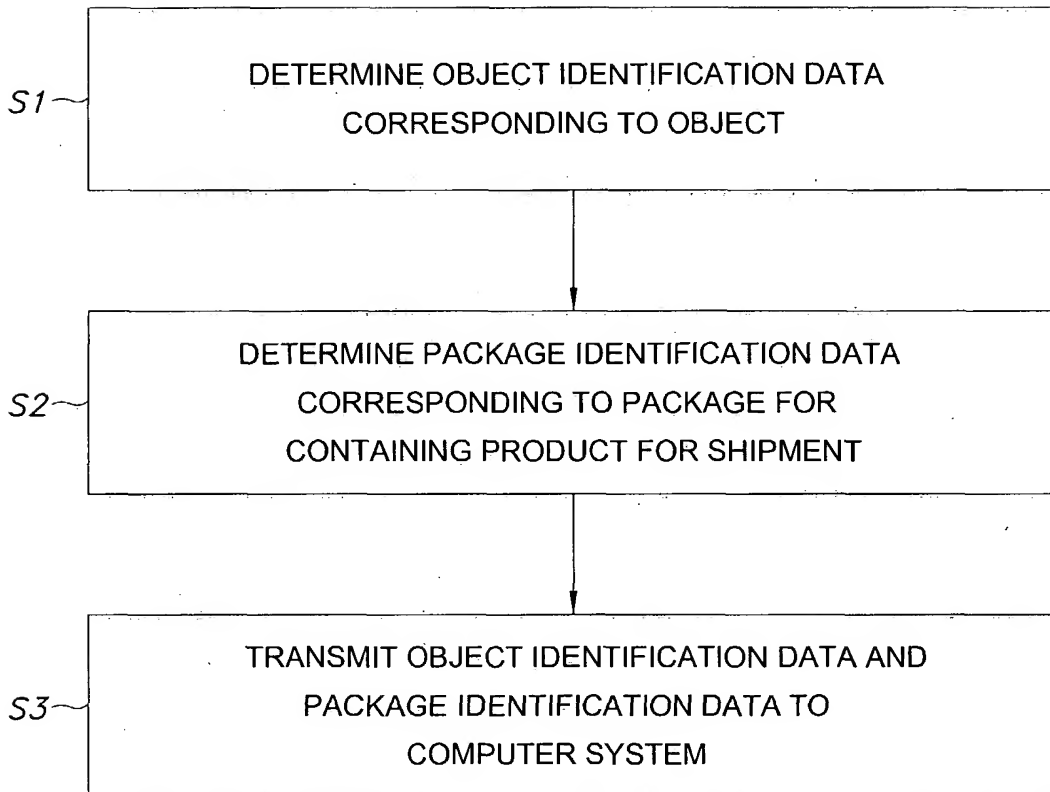 S1
DETERMINE OBJECT IDENTIFICATION DATA
CORRESPONDING TO OBJECT
S2
DETERMINE PACKAGE IDENTIFICATION DATA
CORRESPONDING TO PACKAGE FOR
CONTAINING PRODUCT FOR SHIPMENT
S3
TRANSMIT OBJECT IDENTIFICATION DATA AND
PACKAGE IDENTIFICATION DATA TO
COMPUTER SYSTEM